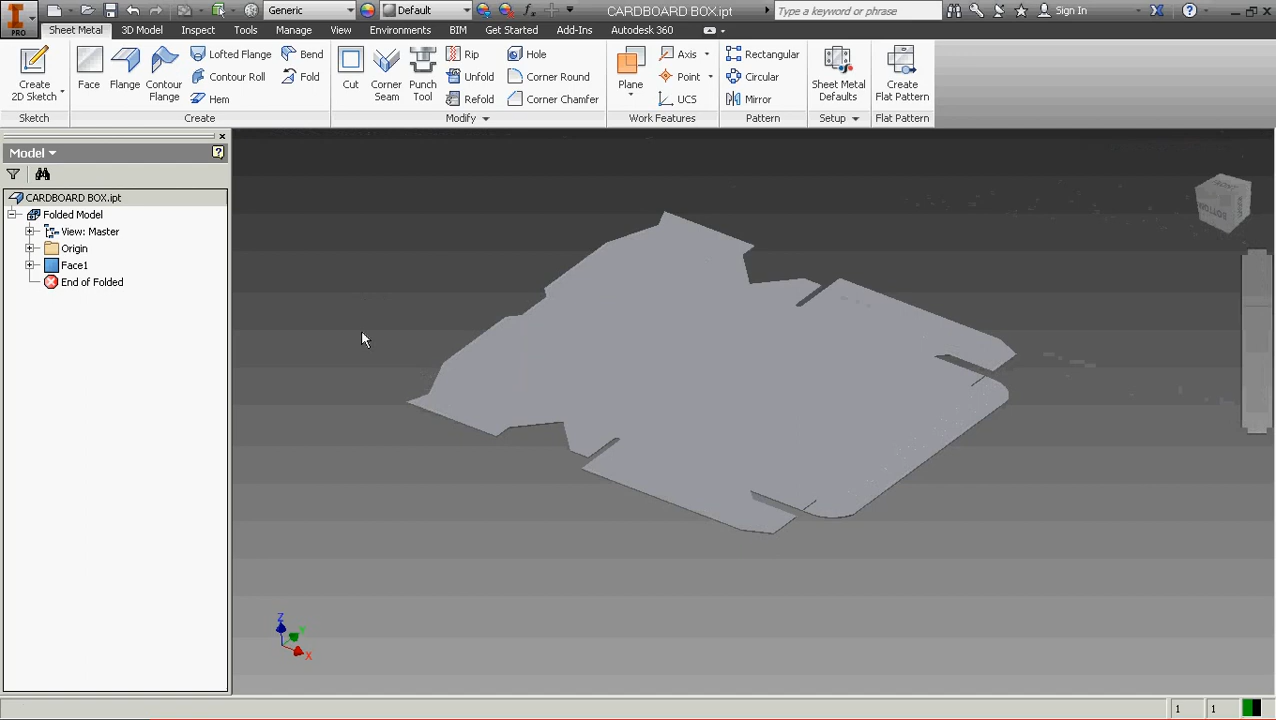 PRO
Generic
Default
CARDBOARD BOX.ipt
Type a keyword or phrase
Sign In
Sheet Metal
3D Model
Inspect
Tools
Manage
View
Environments
BIM
Get Started
Add-Ins
Autodesk 360
Create
2D Sketch
Face
Flange
Contour
Flange
Lofted Flange
Contour Roll
Hem
Bend
Fold
Cut
Corner
Seam
Punch
Tool
Rip
Unfold
Refold
Hole
Corner Round
Corner Chamfer
Plane
Axis
Point
UCS
Rectangular
Circular
Mirror
Sheet Metal
Defaults
Create
Flat Pattern
Sketch
Create
Modify
Work Features
Pattern
Setup
Flat Pattern
Model
CARDBOARD BOX.ipt
Folded Model
View: Master
Origin
Face1
End of Folded
BOTTOM
Z
Y
X
1
1